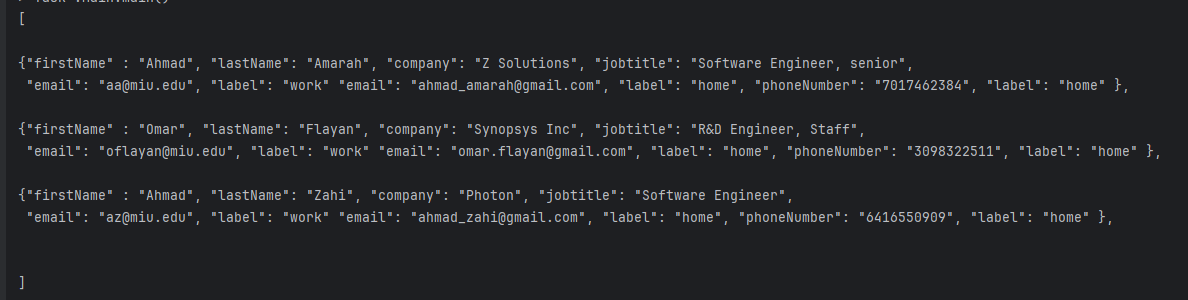 [
{"firstName" : "Ahmad", "lastName": "Amarah", "company": "Z Solutions", "jobtitle": "Software Engineer, senior",
"email": "aa@miu.edu", "label": "work" "email": "ahmad_amarah@gmail.com", "label": "home", "phoneNumber": "7017462384", "label": "home" },
{"firstName" : "Omar", "lastName": "Flayan", "company": "Synopsys Inc", "jobtitle": "R&D Engineer, Staff",
"email": "oflayan@miu.edu", "label": "work" "email": "omar.flayan@gmail.com", "label": "home", "phoneNumber": "3098322511", "label": "home" },
{"firstName" : "Ahmad", "lastName": "Zahi", "company": "Photon", "jobtitle": "Software Engineer",
"email": "az@miu.edu", "label": "work" "email": "ahmad_zahi@gmail.com", "label": "home", "phoneNumber": "6416550909", "label": "home" },
]